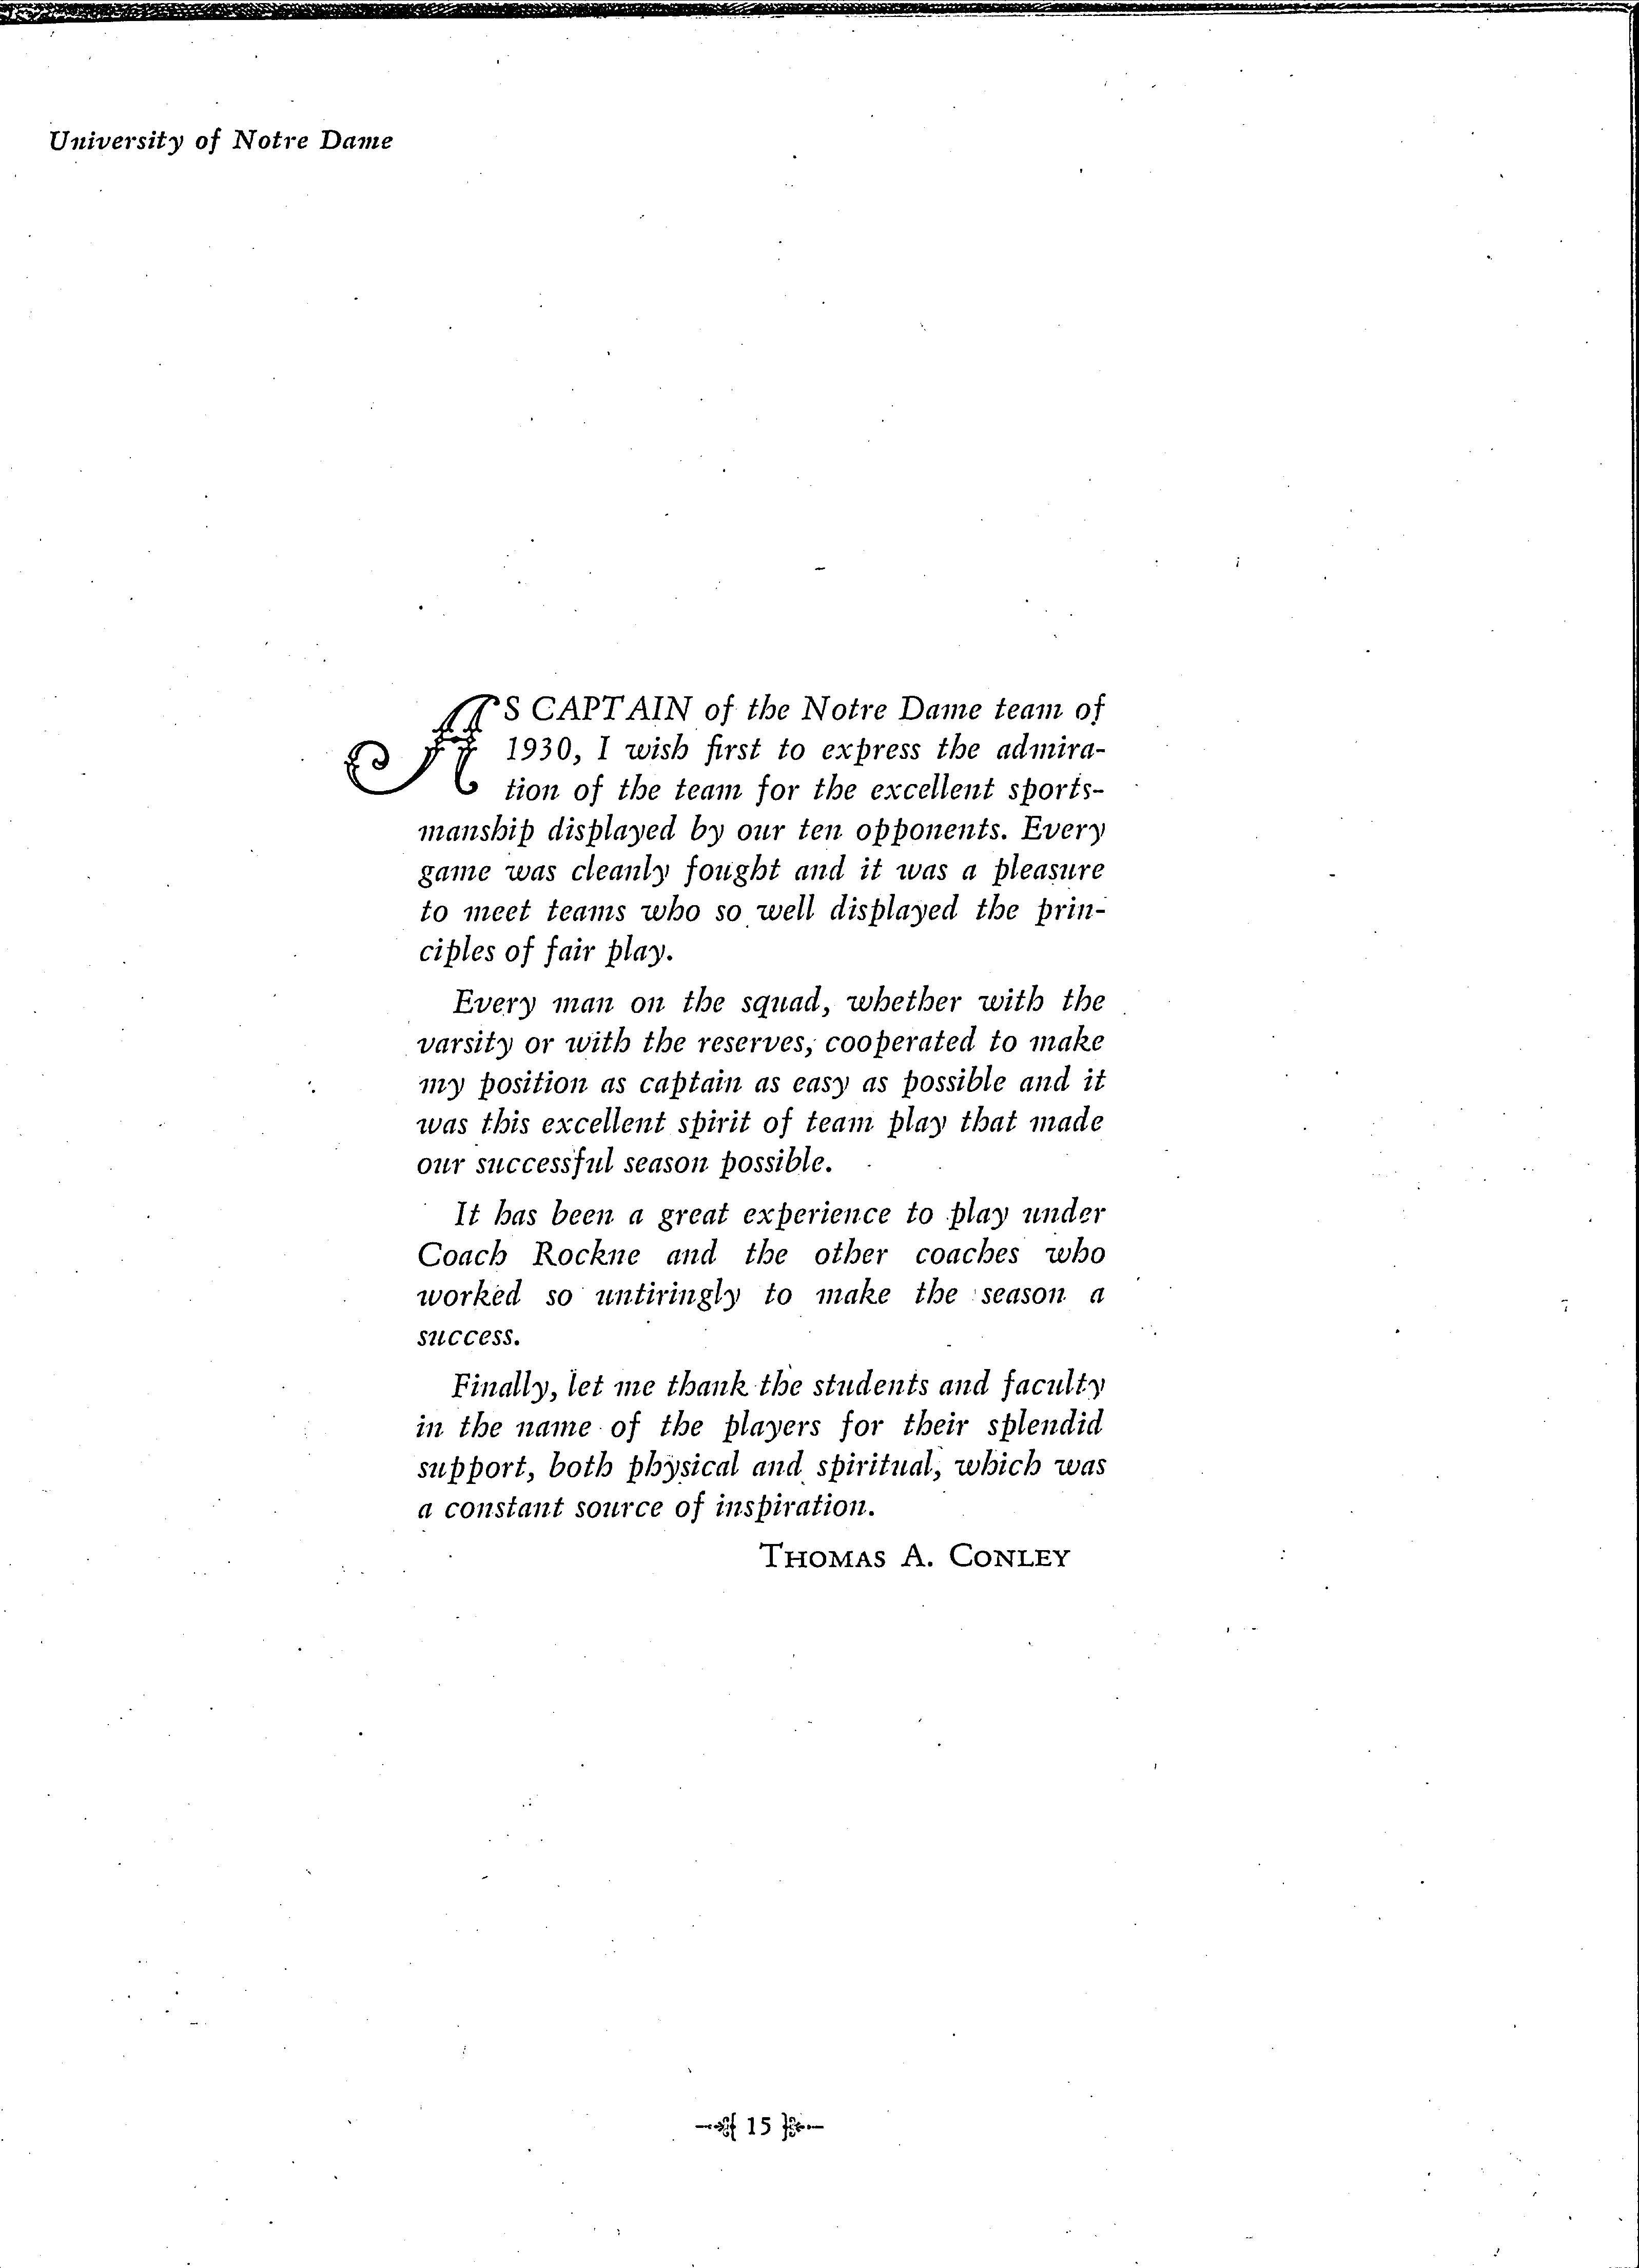 University of Notre Dame
AS CAPTAIN of the Notre Dame team of
1930, I wish first to express the admira-
tion of the team for the excellent sports-
manship displayed by our ten opponents. Every
game was cleanly fought and it was a pleasure
to meet teams who so well displayed the prin-
ciples of fair play.
Every man on the squad, whether with the
varsity or with the reserves, cooperated to make
my position as captain as easy as possible and it
was this excellent spirit of team play that made
our successful season possible.
It has been a great experience to play under
Coach Rockne and the other coaches who
worked so untiringly to make the season a
success.
Finally, let me thank the students and faculty
in the name of the players for their splendid
support, both physical and spiritual, which was
a constant source of inspiration.
THOMAS A. CONLEY
15